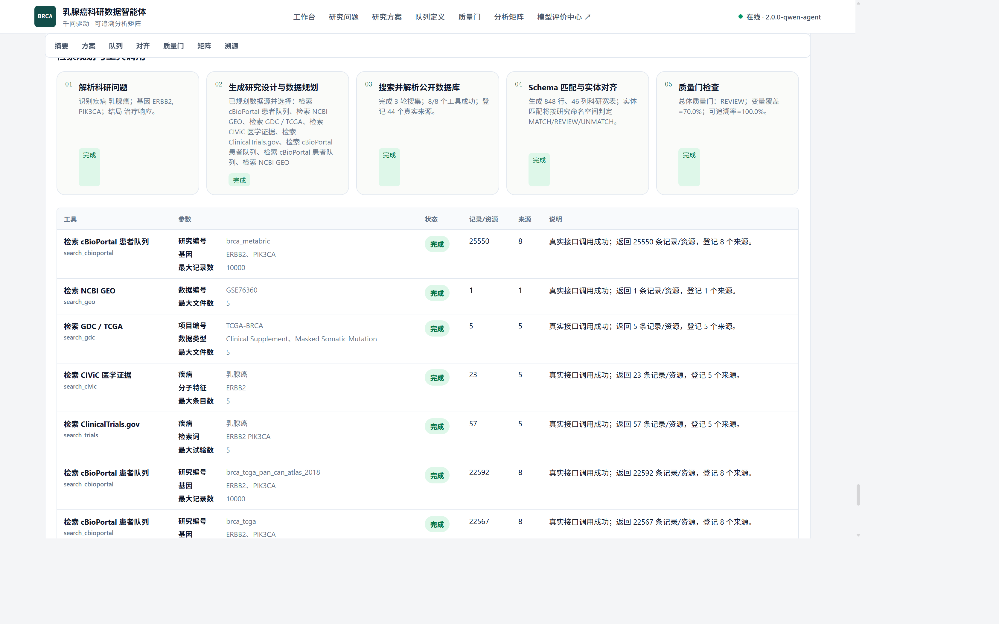 BRCA
乳腺癌科研数据智能体
千问驱动 · 可追溯分析矩阵
工作台 研究问题 研究方案 队列定义 质量门 分析矩阵 模型评价中心 ↗
在线 · 2.0.0-qwen-agent
摘要 方案 队列 对齐 质量门 矩阵 溯源
检索规划与工具调用
01 解析科研问题
识别疾病 乳腺癌；基因 ERBB2,
PIK3CA；结局 治疗响应。
完成
02 生成研究设计与数据规划
已规划数据源并选择：检索
cBioPortal 患者队列、检索 NCBI
GEO、检索 GDC / TCGA、检索
CIViC 医学证据、检索
ClinicalTrials.gov、检索 cBioPortal
患者队列、检索 cBioPortal 患者队
列、检索 NCBI GEO
完成
03 搜索并解析公开数据库
完成 3 轮搜集；8/8 个工具成功；登
记 44 个真实来源。
完成
04 Schema 匹配与实体对齐
生成 848 行、46 列科研宽表；实体
匹配将按研究命名空间判定
MATCH/REVIEW/UNMATCH。
完成
05 质量门检查
总体质量门：REVIEW；变量覆盖
=70.0%；可追溯率=100.0%。
完成
工具 参数 状态 记录/资源 来源 说明
检索 cBioPortal 患者队列
search_cbioportal
研究编号 brca_metabric
基因 ERBB2、PIK3CA
最大记录数 10000
完成 25550 8 真实接口调用成功；返回 25550 条记录/资源，登记 8 个来源。
检索 NCBI GEO
search_geo
数据编号 GSE76360
最大文件数 5
完成 1 1 真实接口调用成功；返回 1 条记录/资源，登记 1 个来源。
检索 GDC / TCGA
search_gdc
项目编号 TCGA-BRCA
数据类型 Clinical Supplement、Masked Somatic Mutation
最大文件数 5
完成 5 5 真实接口调用成功；返回 5 条记录/资源，登记 5 个来源。
检索 CIViC 医学证据
search_civic
疾病 乳腺癌
分子特征 ERBB2
最大条目数 5
完成 23 5 真实接口调用成功；返回 23 条记录/资源，登记 5 个来源。
检索 ClinicalTrials.gov
search_trials
疾病 乳腺癌
检索词 ERBB2 PIK3CA
最大试验数 5
完成 57 5 真实接口调用成功；返回 57 条记录/资源，登记 5 个来源。
检索 cBioPortal 患者队列
search_cbioportal
研究编号 brca_tcga_pan_can_atlas_2018
基因 ERBB2、PIK3CA
最大记录数 10000
完成 22592 8 真实接口调用成功；返回 22592 条记录/资源，登记 8 个来源。
检索 cBioPortal 患者队列
search_cbioportal
研究编号 brca_tcga
基因 ERBB2、PIK3CA
完成 22567 8 真实接口调用成功；返回 22567 条记录/资源，登记 8 个来源。